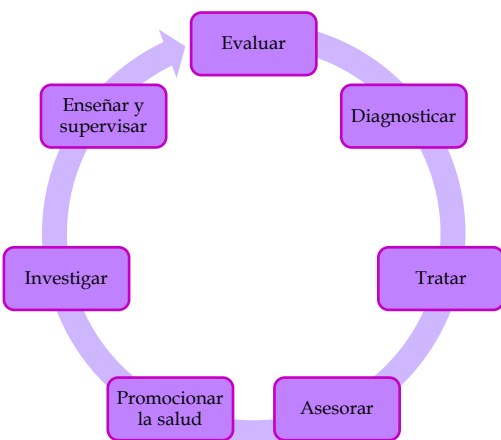 Evaluar
Diagnosticar
Tratar
Asesorar
Promocionar
la salud
Investigar
Enseñar y
supervisar